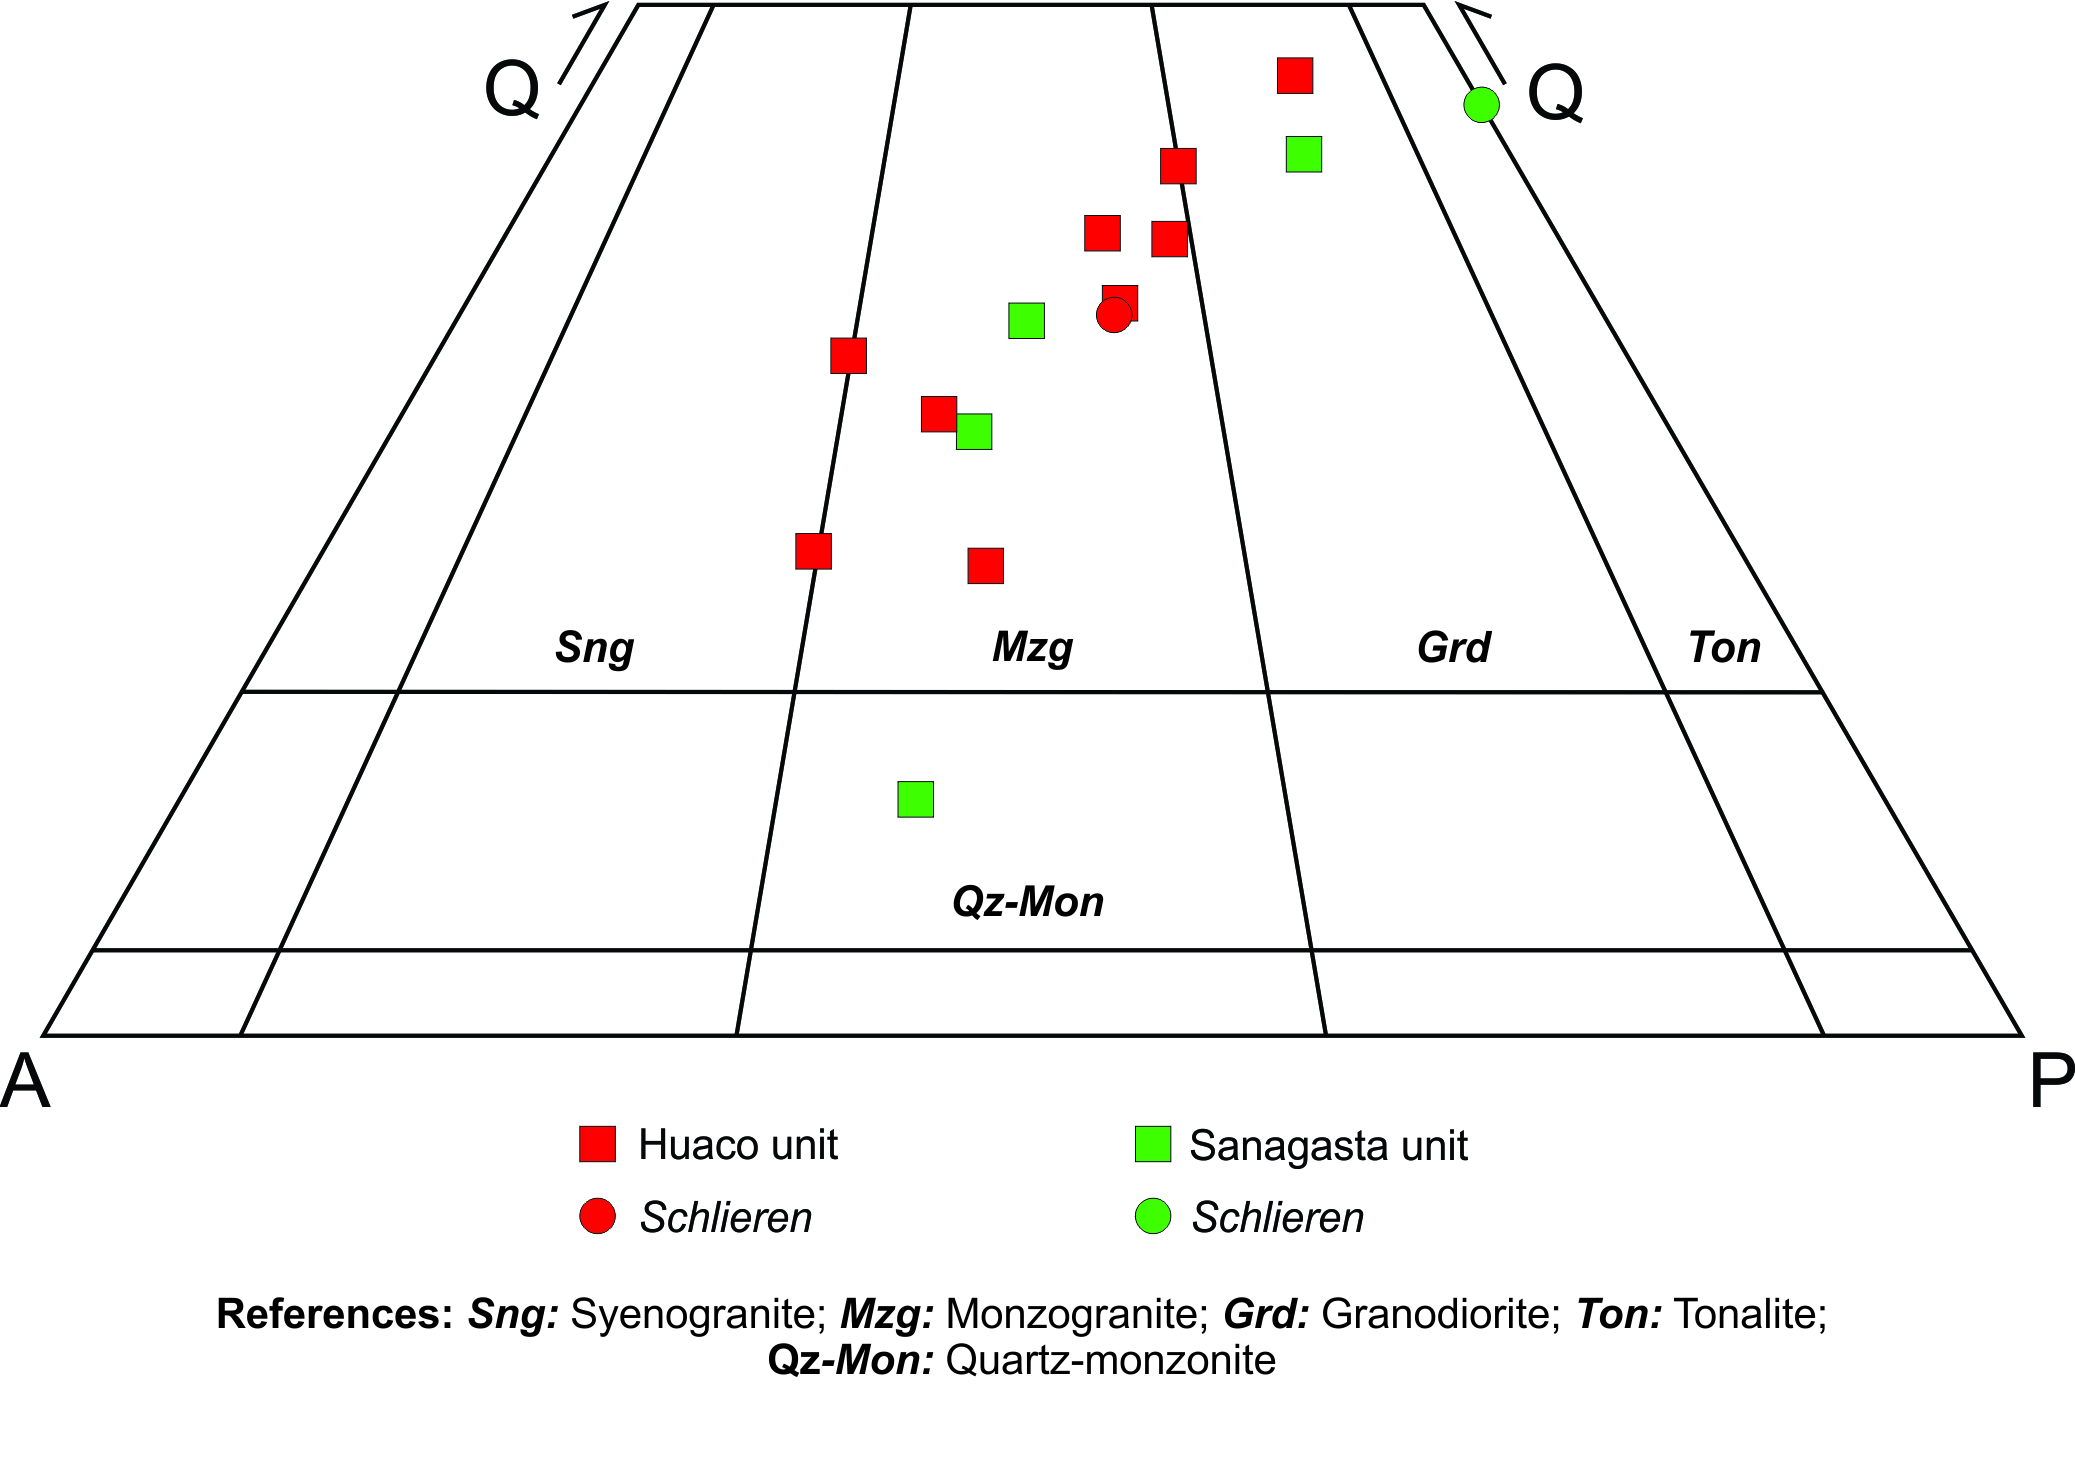 Q
Q
Sng
Mzg
Grd
Ton
Qz-Mon
A
P
Huaco unit
Sanagasta unit
Schlieren
Schlieren
References: Sng: Syenogranite; Mzg: Monzogranite; Grd: Granodiorite; Ton: Tonalite;
Qz-Mon: Quartz-monzonite